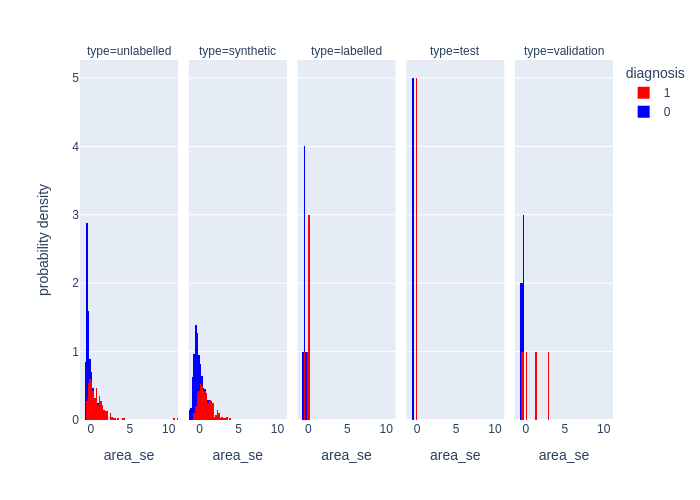 type=unlabelled type=synthetic type=labelled type=test type=validation
diagnosis
1
0
probability density
5
4
3
2
1
0
0 5 10 0 5 10 0 5 10 0 5 10 0 5 10
area_se area_se area_se area_se area_se